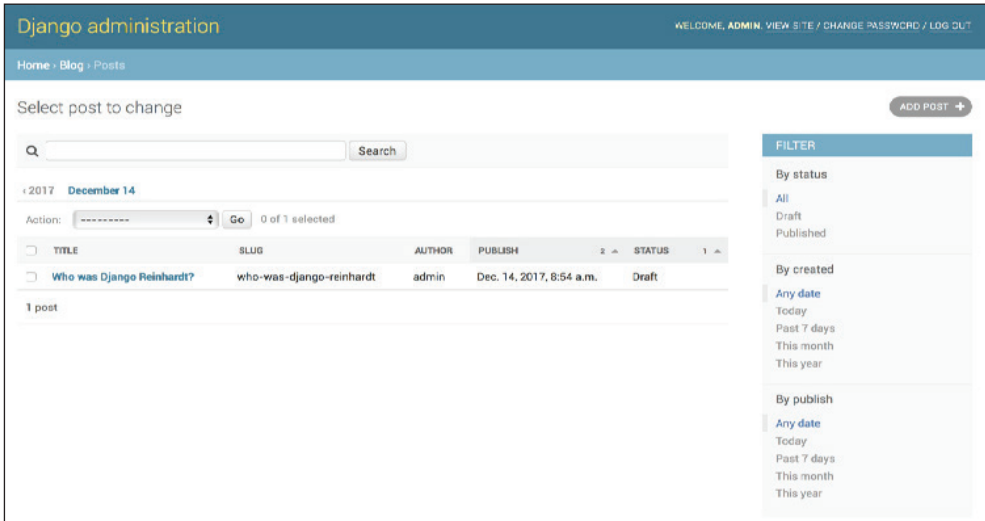 Django administration
WELCOME, ADMIN. VIEW SITE / CHANGE PASSWORD / LOG OUT
Home › Blog › Posts
Select post to change
ADD POST +
Search
‹ 2017 December 14
Action: --------- Go 0 of 1 selected
TITLE SLUG AUTHOR PUBLISH 2 STATUS 1
Who was Django Reinhardt? who-was-django-reinhardt admin Dec. 14, 2017, 8:54 a.m. Draft
1 post
FILTER
By status
All
Draft
Published
By created
Any date
Today
Past 7 days
This month
This year
By publish
Any date
Today
Past 7 days
This month
This year